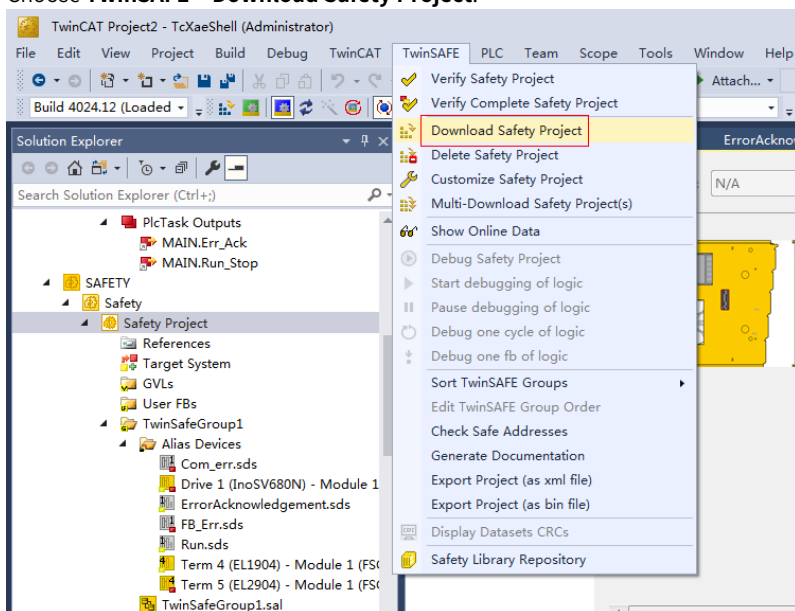 Choose TwinSAFE > Download Safety Project.
TwinCAT Project2 - TcXaeShell (Administrator)
File Edit View Project Build Debug TwinCAT TwinSAFE PLC Team Scope Tools Window Help
Attach...
Build 4024.12 (Loaded
Solution Explorer
Search Solution Explorer (Ctrl+;)
PlcTask Outputs
MAIN.Err_Ack
MAIN.Run_Stop
SAFETY
Safety
Safety Project
References
Target System
GVLs
User FBs
TwinSafeGroup1
Alias Devices
Com_err.sds
Drive 1 (InoSV680N) - Module 1
ErrorAcknowledgement.sds
FB_Err.sds
Run.sds
Term 4 (EL1904) - Module 1 (FS
Term 5 (EL2904) - Module 1 (FS
TwinSafeGroup1.sal
Verify Safety Project
Verify Complete Safety Project
Download Safety Project
Delete Safety Project
Customize Safety Project
Multi-Download Safety Project(s)
Show Online Data
Debug Safety Project
Start debugging of logic
Pause debugging of logic
Debug one cycle of logic
Debug one fb of logic
Sort TwinSAFE Groups
Edit TwinSAFE Group Order
Check Safe Addresses
Generate Documentation
Export Project (as xml file)
Export Project (as bin file)
Display Datasets CRCs
Safety Library Repository
ErrorAckno
N/A